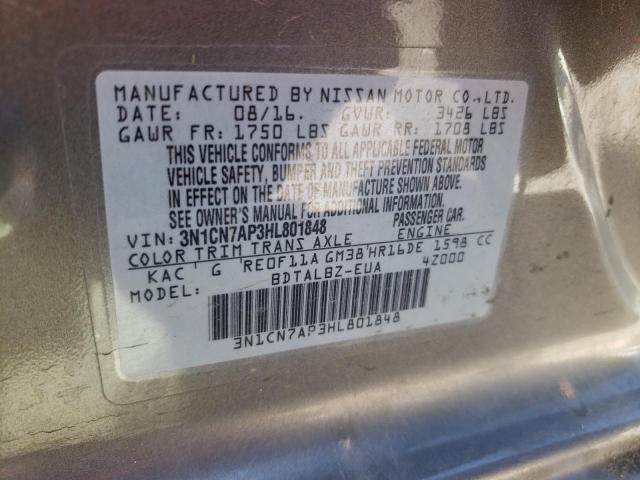 MANUFACTURED BY NISSAN MOTOR CO.,LTD.
DATE: 08/16. GVWR: 3426 LBS
GAWR FR: 1750 LBS GAWR RR: 1708 LBS
THIS VEHICLE CONFORMS TO ALL APPLICABLE FEDERAL MOTOR
VEHICLE SAFETY, BUMPER AND THEFT PREVENTION STANDARDS
IN EFFECT ON THE DATE OF MANUFACTURE SHOWN ABOVE.
SEE OWNER'S MANUAL FOR ADDITIONAL INFORMATION.
VIN: 3N1CN7AP3HL801848 PASSENGER CAR.
COLOR TRIM TRANS AXLE ENGINE
KAC G 'RE0F11A GM38'HR16DE 1598 CC
MODEL: BDTALBZ-EUA 4Z000
3N1CN7AP3HL801848